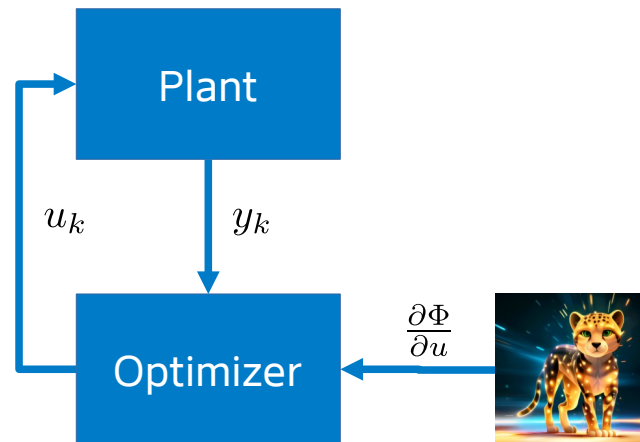 Plant
u_k
y_k
∂Φ/∂u
Optimizer